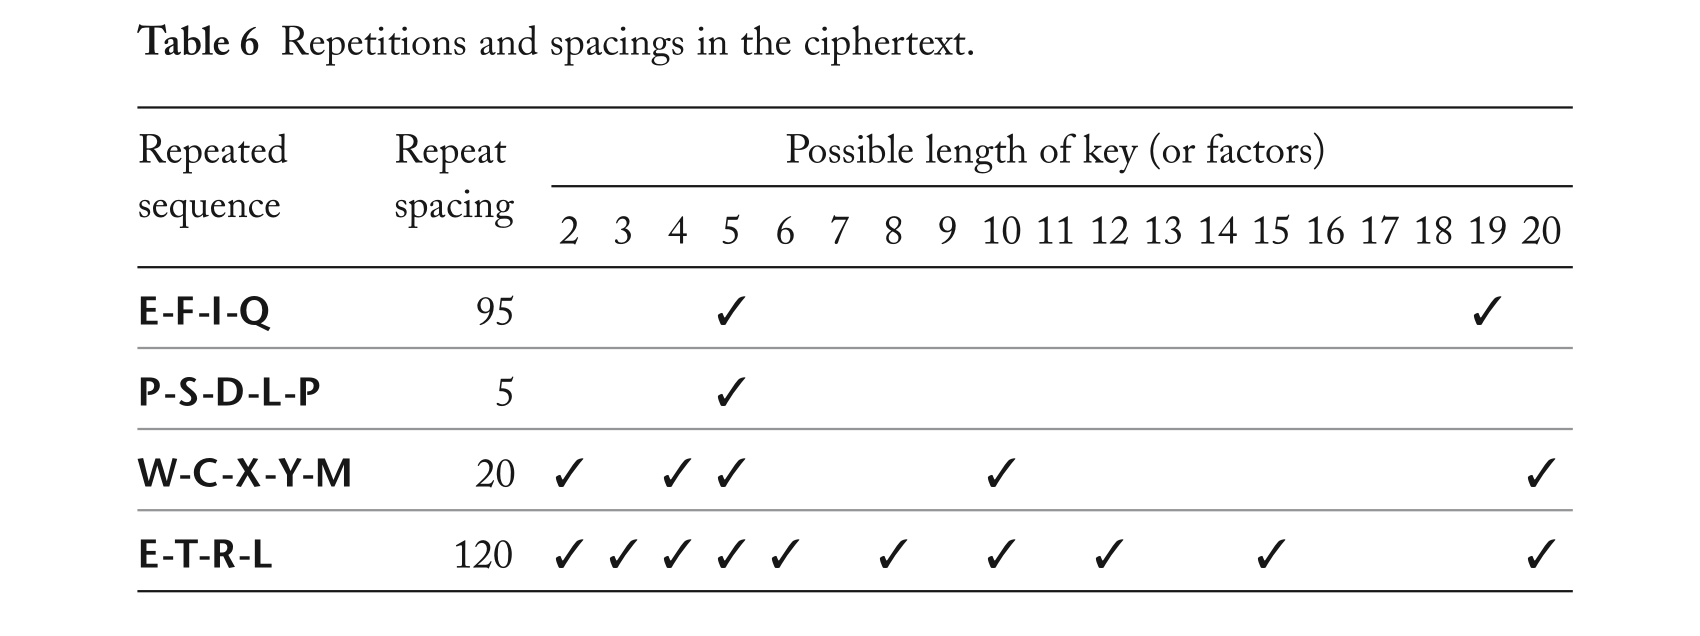 Table 6 Repetitions and spacings in the ciphertext.
Repeated Repeat Possible length of key (or factors)
sequence spacing
2 3 4 5 6 7 8 9 10 11 12 13 14 15 16 17 18 19 20
E-F-I-Q 95 ✓ ✓
P-S-D-L-P 5 ✓
W-C-X-Y-M 20 ✓ ✓ ✓ ✓ ✓
E-T-R-L 120 ✓ ✓ ✓ ✓ ✓ ✓ ✓ ✓ ✓ ✓